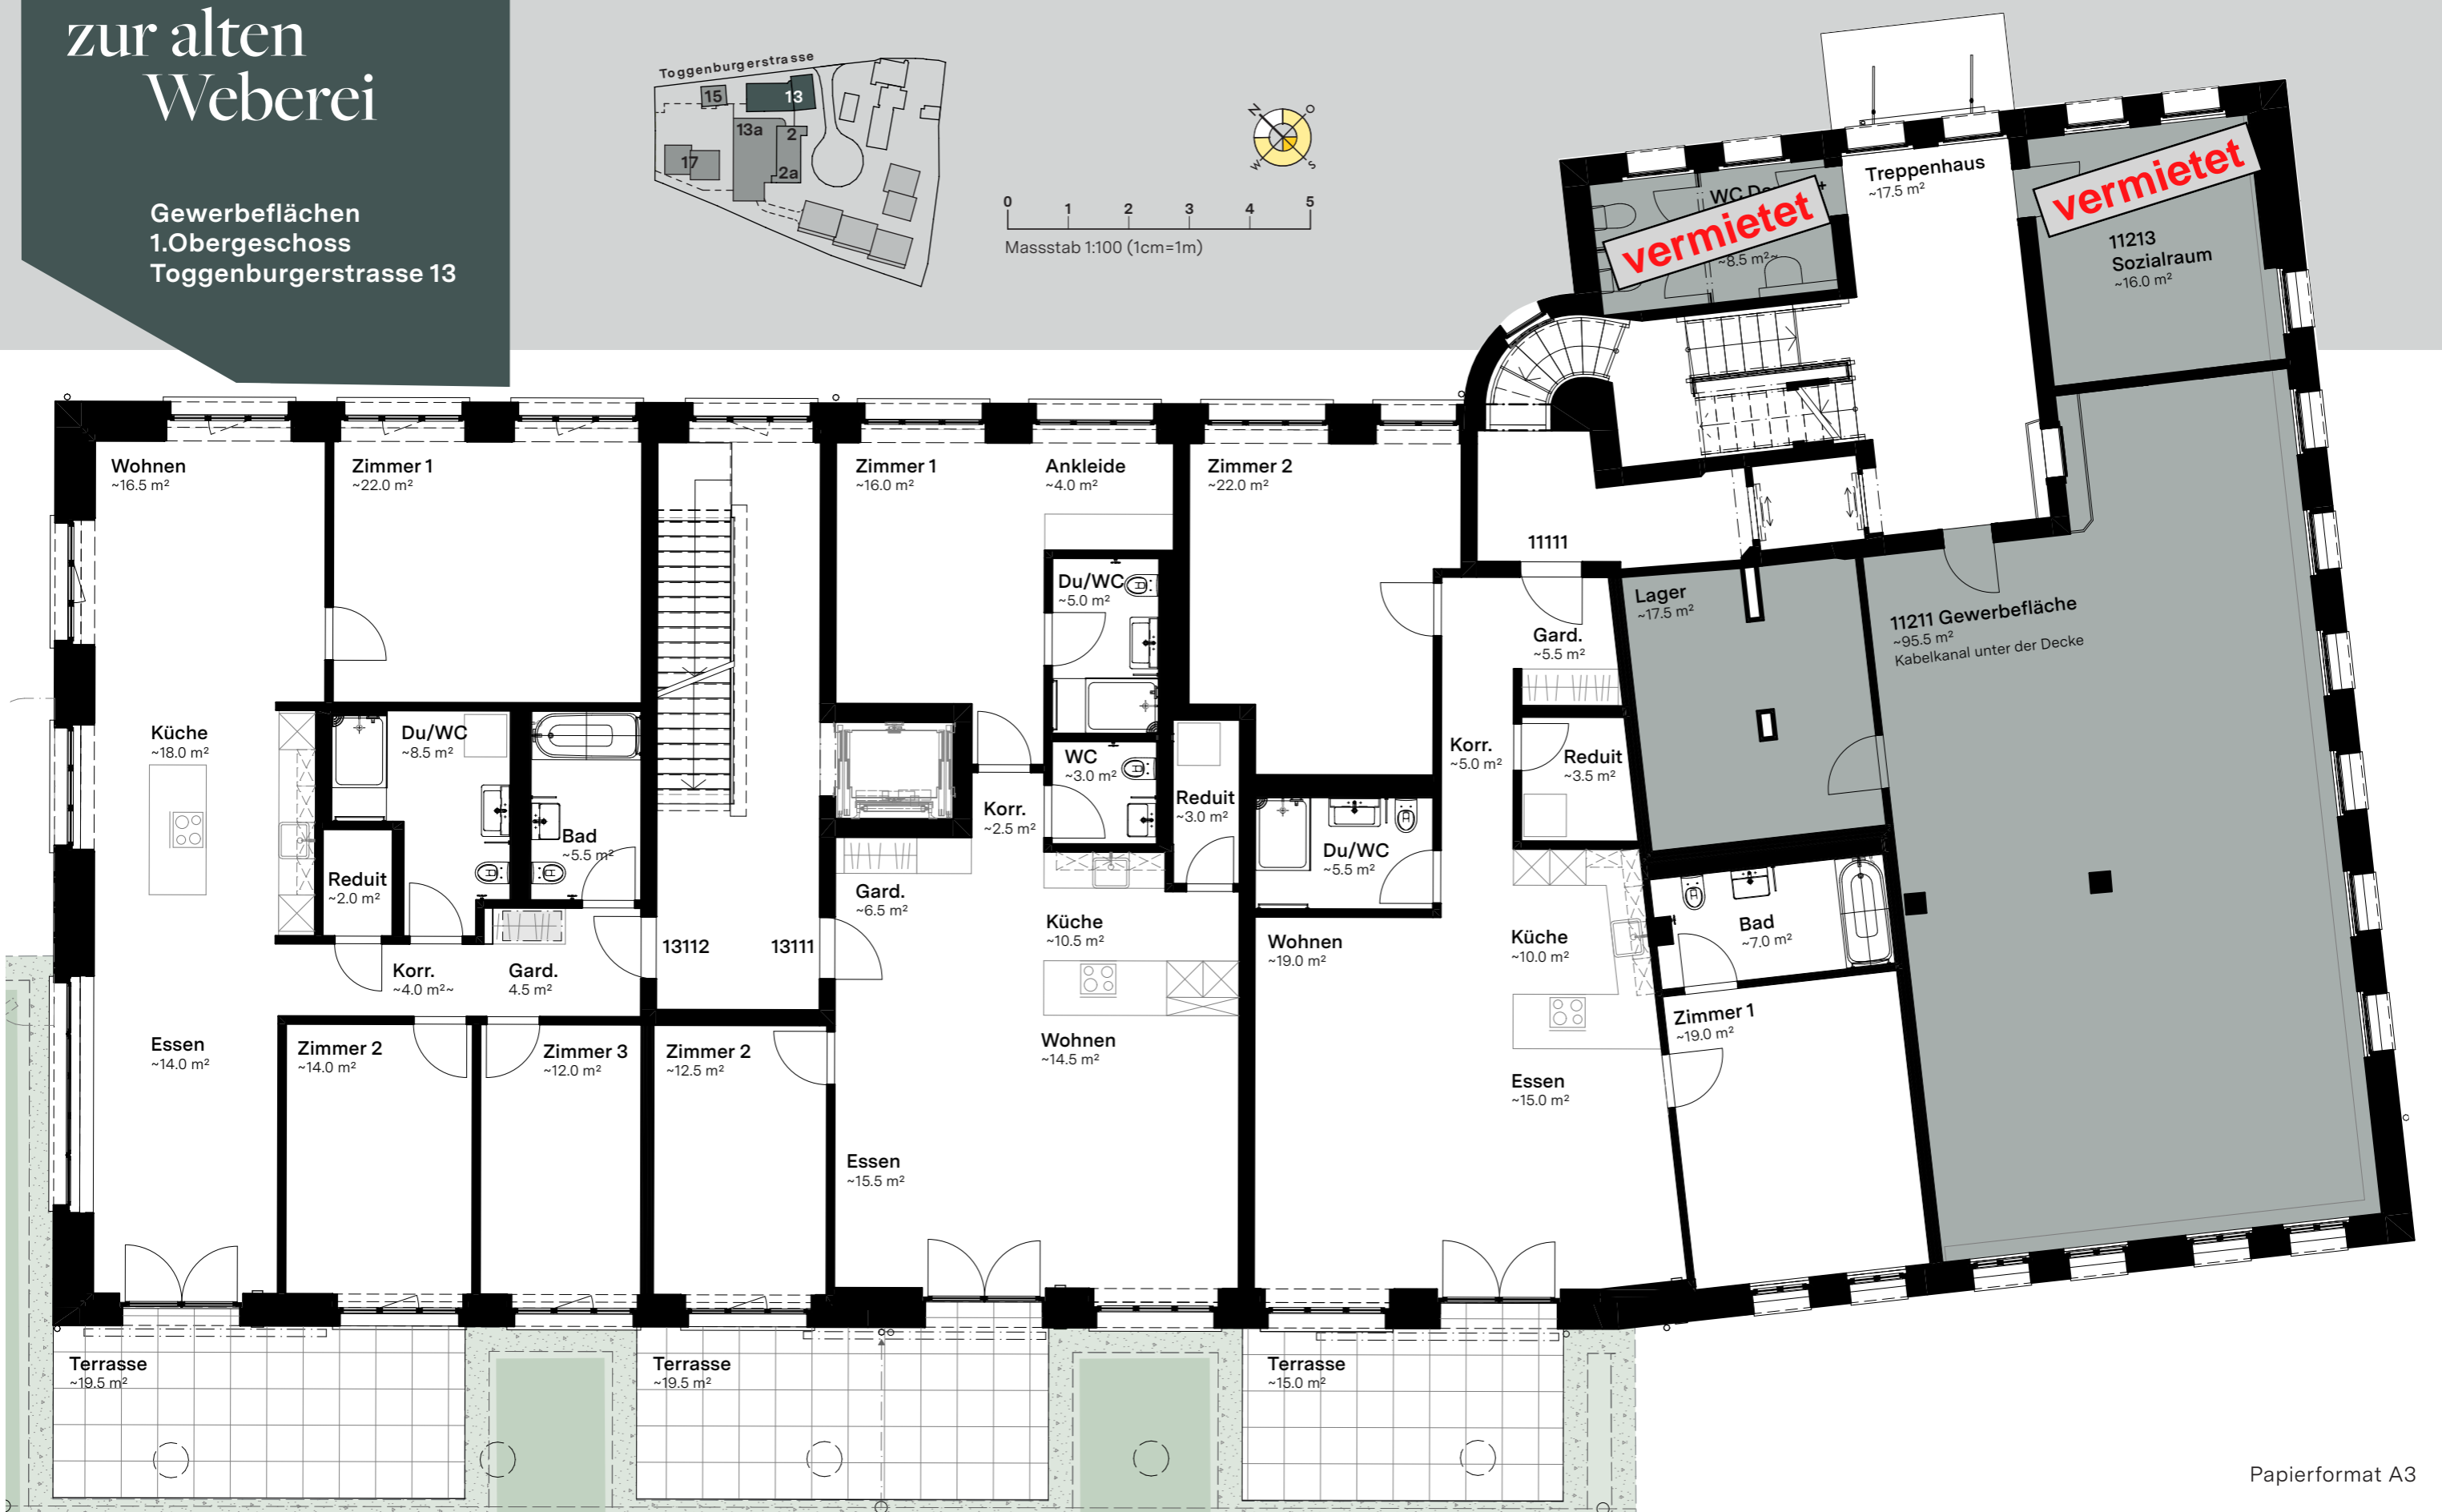 zur alten
Weberei
Gewerbeflächen
1.Obergeschoss
Toggenburgerstrasse 13
Toggenburgerstrasse
15
13
13a
2
17
2a
N
O
W
S
0 1 2 3 4 5
Massstab 1:100 (1cm=1m)
WC
vermietet
~8.5 m²~
Treppenhaus
~17.5 m²
vermietet
11213
Sozialraum
~16.0 m²
Wohnen
~16.5 m²
Zimmer 1
~22.0 m²
Zimmer 1
~16.0 m²
Ankleide
~4.0 m²
Zimmer 2
~22.0 m²
11111
Du/WC
~5.0 m²
Gard.
~5.5 m²
Lager
~17.5 m²
11211 Gewerbefläche
~95.5 m²
Kabelkanal unter der Decke
Küche
~18.0 m²
Du/WC
~8.5 m²
Bad
~5.5 m²
Reduit
~2.0 m²
WC
~3.0 m²
Korr.
~2.5 m²
Reduit
~3.0 m²
Korr.
~5.0 m²
Reduit
~3.5 m²
Du/WC
~5.5 m²
Gard.
~6.5 m²
Küche
~10.5 m²
Wohnen
~19.0 m²
Küche
~10.0 m²
Bad
~7.0 m²
13112
13111
Korr.
~4.0 m²~
Gard.
4.5 m²
Essen
~14.0 m²
Zimmer 2
~14.0 m²
Zimmer 3
~12.0 m²
Zimmer 2
~12.5 m²
Wohnen
~14.5 m²
Zimmer 1
~19.0 m²
Essen
~15.0 m²
Essen
~15.5 m²
Terrasse
~19.5 m²
Terrasse
~19.5 m²
Terrasse
~15.0 m²
Papierformat A3